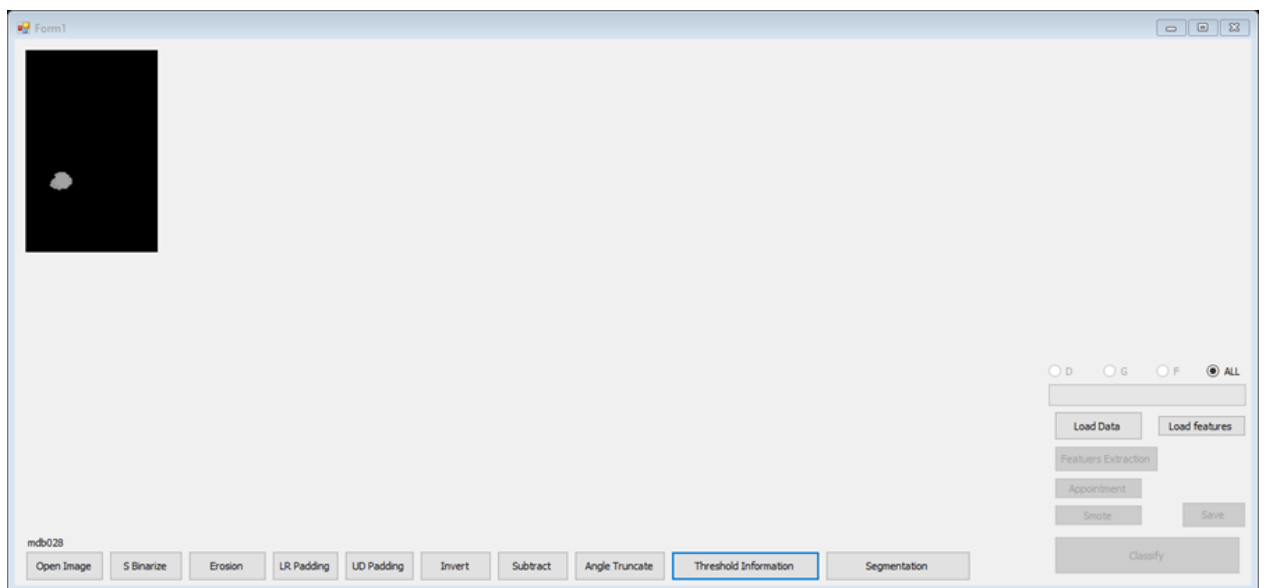 Form1
D G F ALL
Load Data Load features
Featuers Extraction
Appointment
Smote Save
mdb028
Classify
Open Image S Binarize Erosion LR Padding UD Padding Invert Subtract Angle Truncate Threshold Information Segmentation